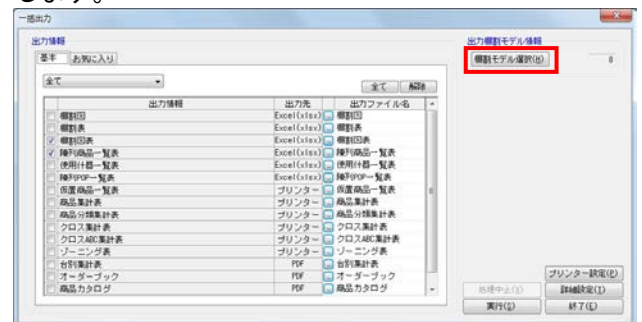 します。
一括出力
出力情報
出力棚割モデル情報
基本 お気に入り
棚割モデル選択(H) 0
全て 全て 解除
出力情報 出力先 出力ファイル名
棚割図 Excel(xlsx) 棚割図
棚割表 Excel(xlsx) 棚割表
棚割図表 Excel(xlsx) 棚割図表
陳列商品一覧表 Excel(xlsx) 陳列商品一覧表
使用什器一覧表 Excel(xlsx) 使用什器一覧表
陳列POP一覧表 Excel(xlsx) 陳列POP一覧表
仮置商品一覧表 プリンター 仮置商品一覧表
商品集計表 プリンター 商品集計表
商品分類集計表 プリンター 商品分類集計表
クロス集計表 プリンター クロス集計表
クロスABC集計表 プリンター クロスABC集計表
ゾーニング表 プリンター ゾーニング表
台別集計表 PDF 台別集計表
オーダーブック PDF オーダーブック
商品カタログ PDF 商品カタログ
プリンター設定(P)
処理中止(S) 詳細設定(T)
実行(I) 終了(E)